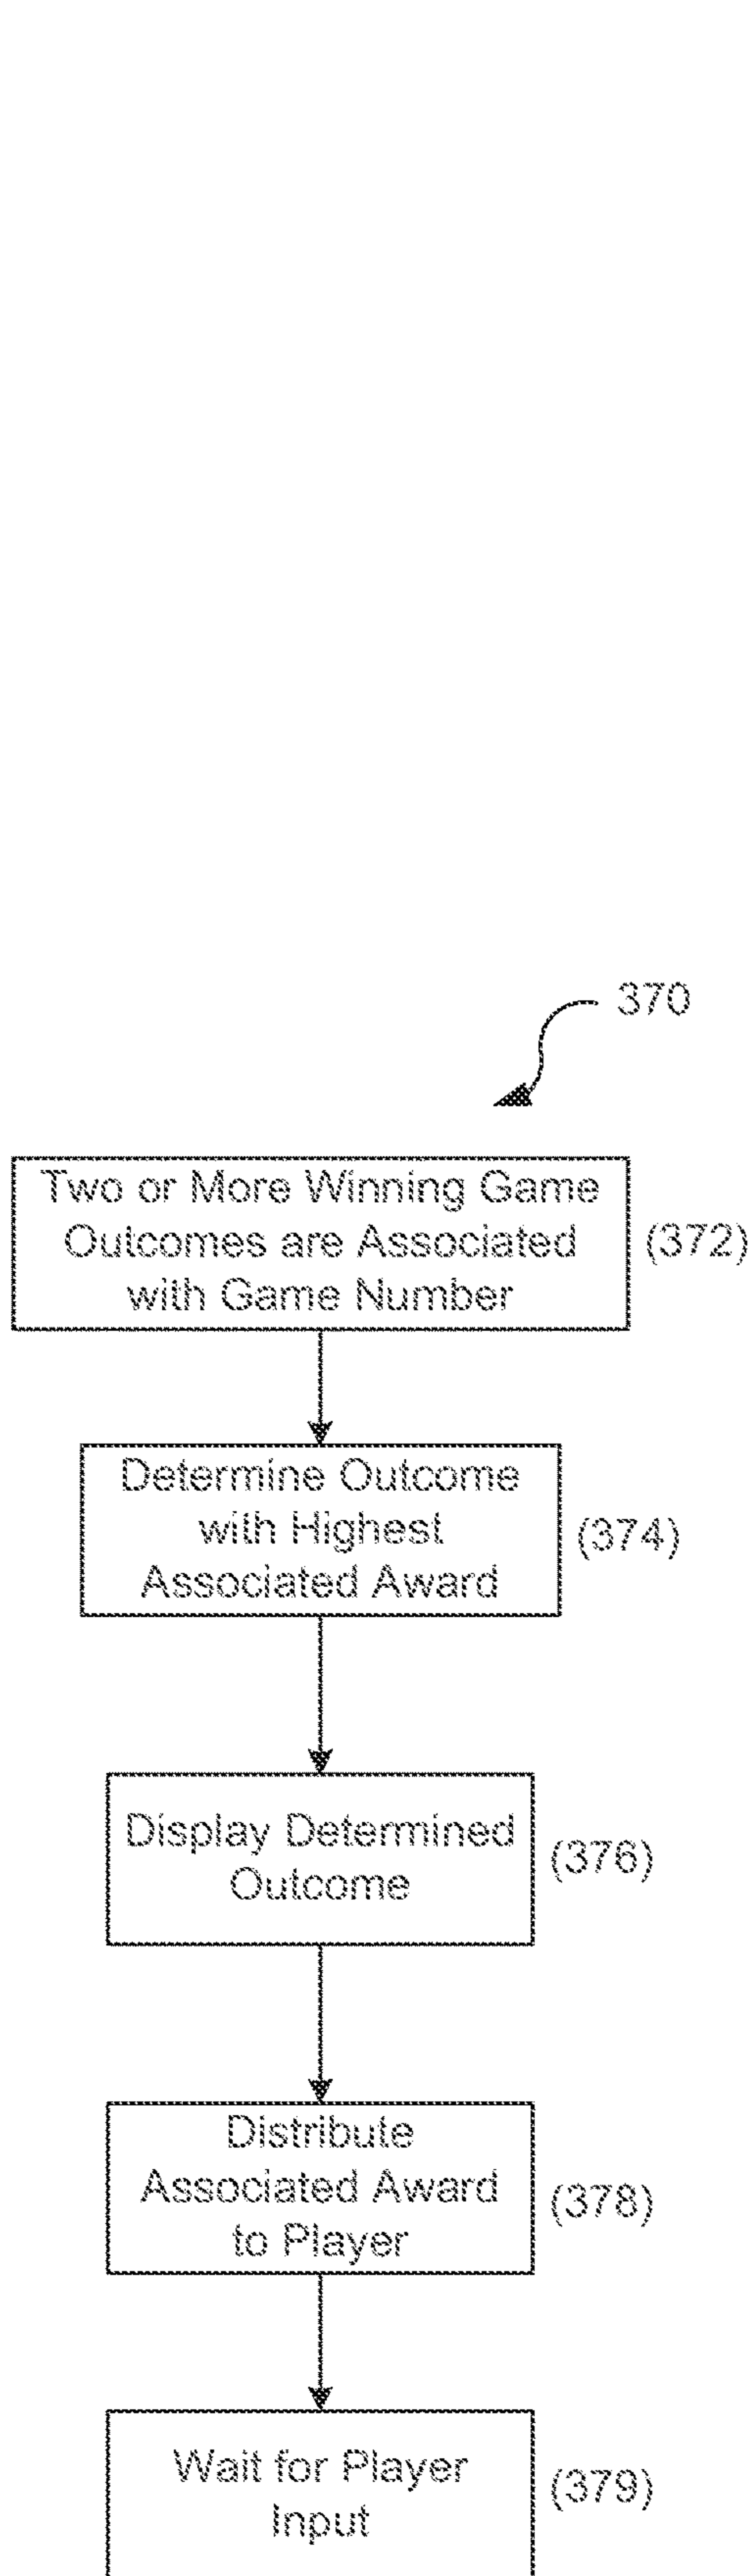 370
Two or More Winning Game
Outcomes are Associated
with Game Number
(372)
Determine Outcome
with Highest
Associated Award
(374)
Display Determined
Outcome
(376)
Distribute
Associated Award
to Player
(378)
Wait for Player
Input
(379)